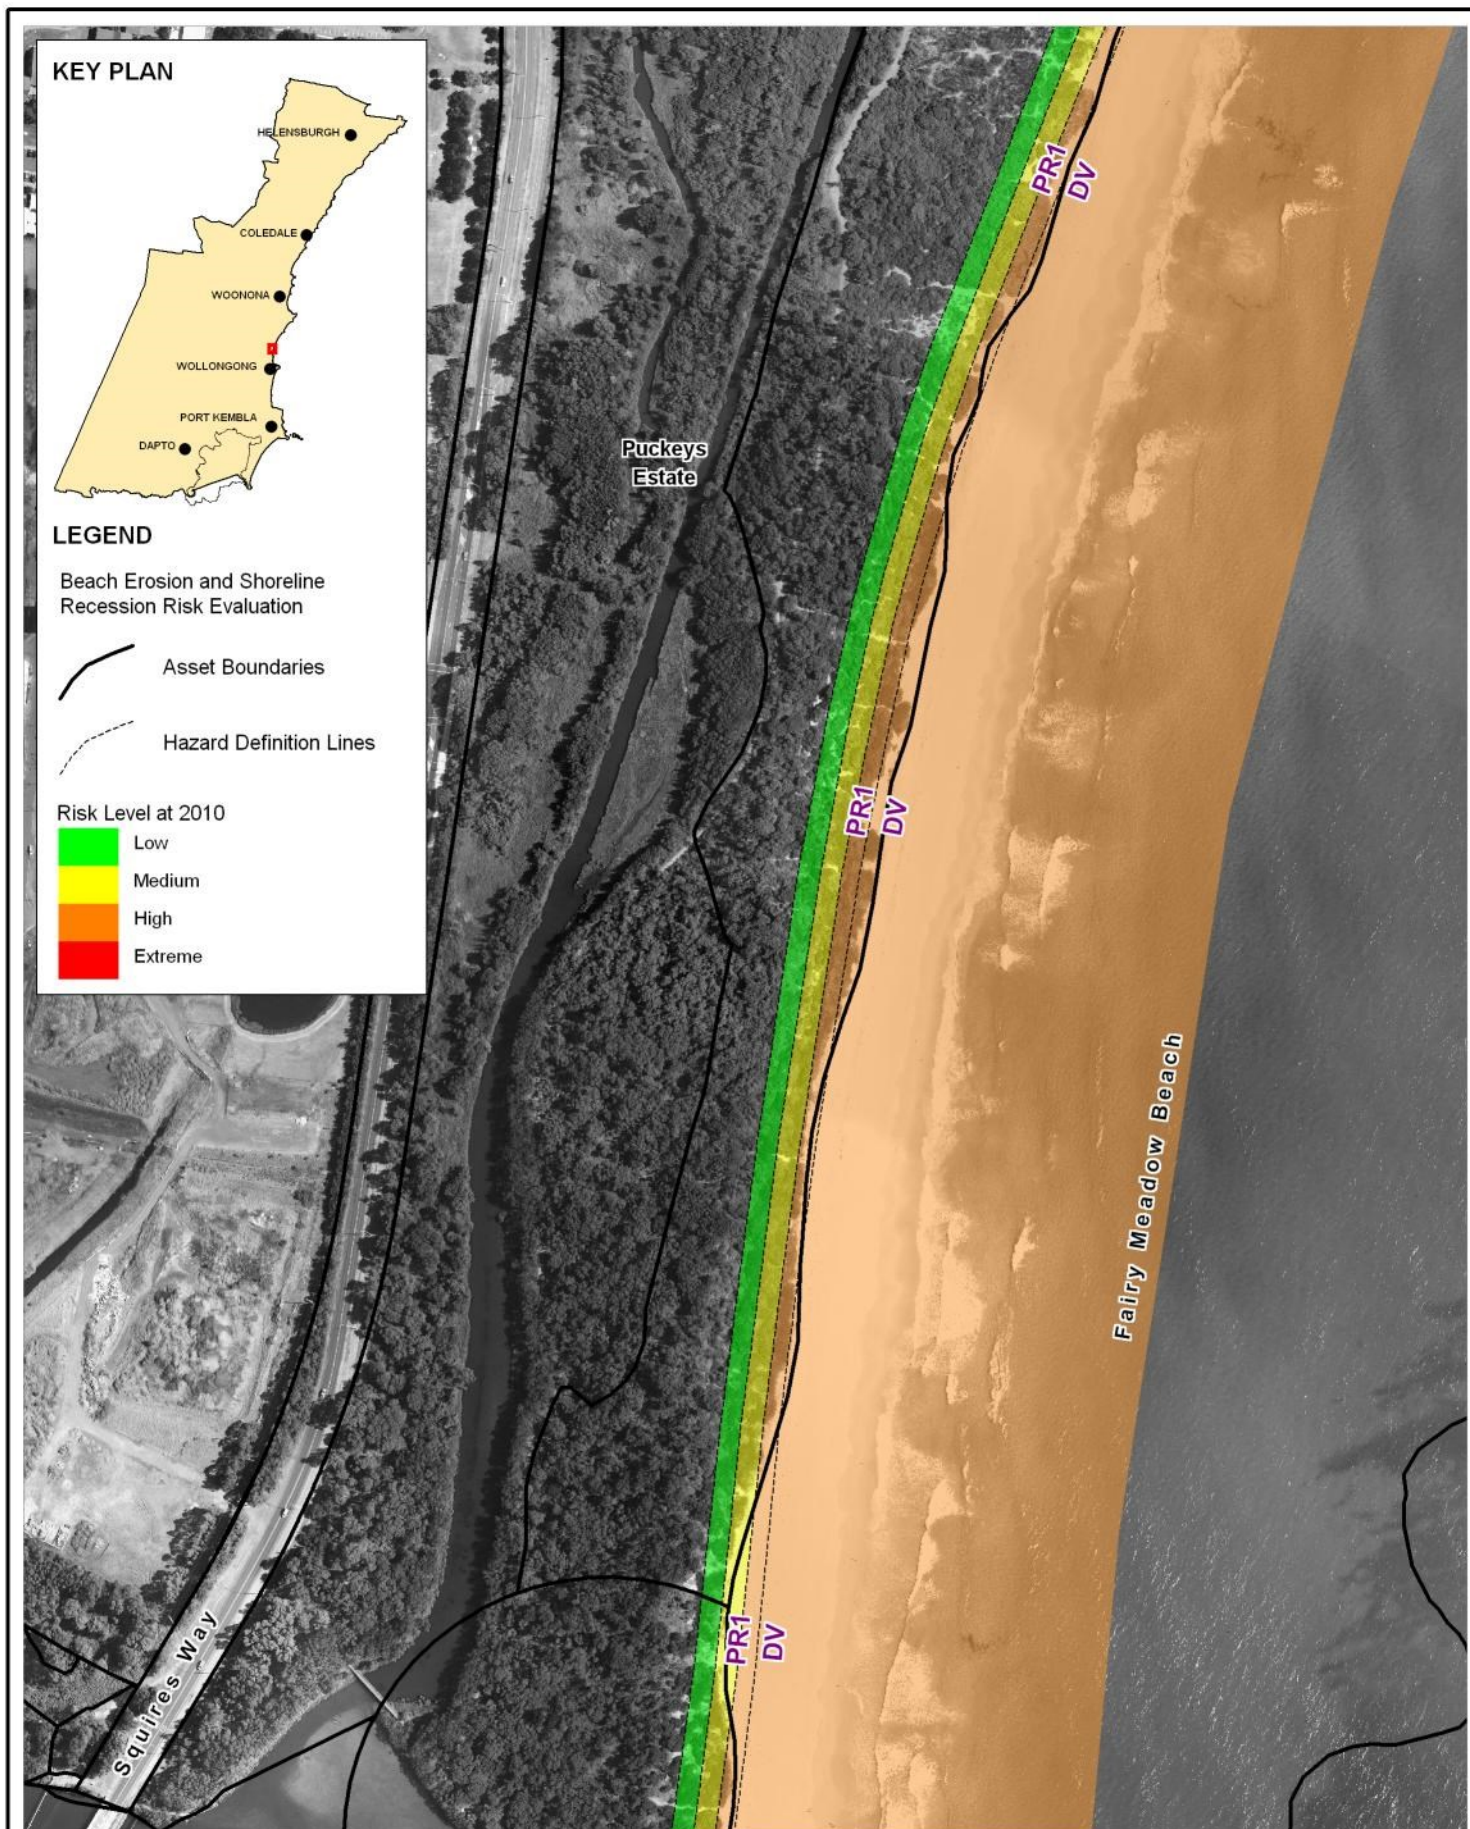 KEY PLAN
HELENSBURGH
COLEDALE
WOONONA
WOLLONGONG
PORT KEMBLA
DAPTO
LEGEND
Beach Erosion and Shoreline
Recession Risk Evaluation
Asset Boundaries
Hazard Definition Lines
Risk Level at 2010
Low
Medium
High
Extreme
PR1
DV
Puckeys
Estate
PR1
DV
Fairy Meadow Beach
PR1
DV
Squires Way